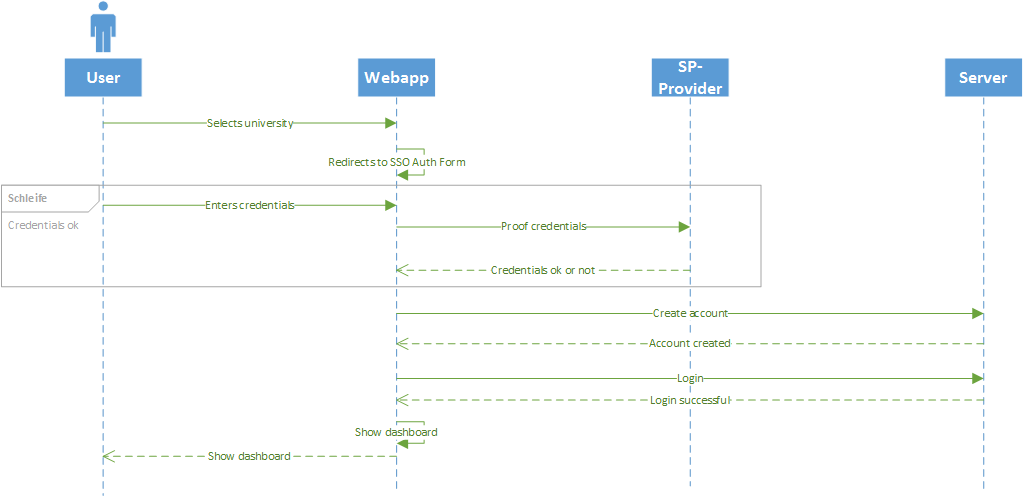 User
Webapp
SP-
Provider
Server
Selects university
Redirects to SSO Auth Form
Schleife
Enters credentials
Credentials ok
Proof credentials
Credentials ok or not
Create account
Account created
Login
Login successful
Show dashboard
Show dashboard